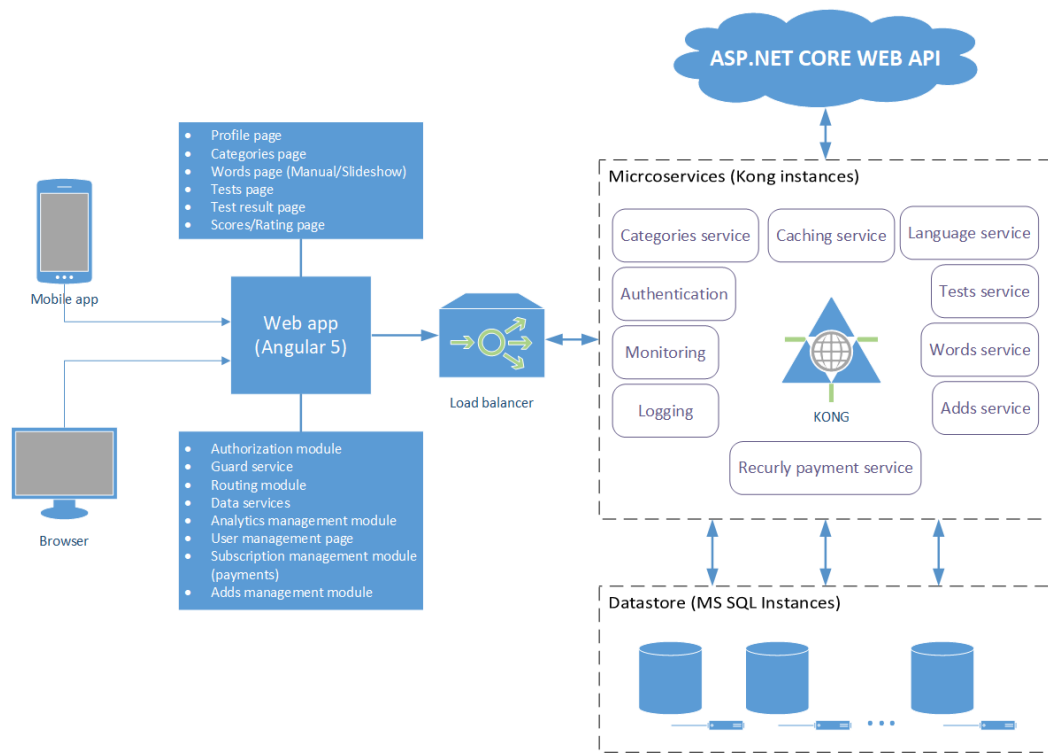 ASP.NET CORE WEB API
Profile page
Categories page
Words page (Manual/Slideshow)
Tests page
Test result page
Scores/Rating page
Mobile app
Web app
(Angular 5)
Load balancer
Browser
Authorization module
Guard service
Routing module
Data services
Analytics management module
User management page
Subscription management module
(payments)
Adds management module
Micrcoservices (Kong instances)
Categories service
Caching service
Language service
Authentication
Tests service
Monitoring
Words service
Logging
KONG
Adds service
Recurly payment service
Datastore (MS SQL Instances)